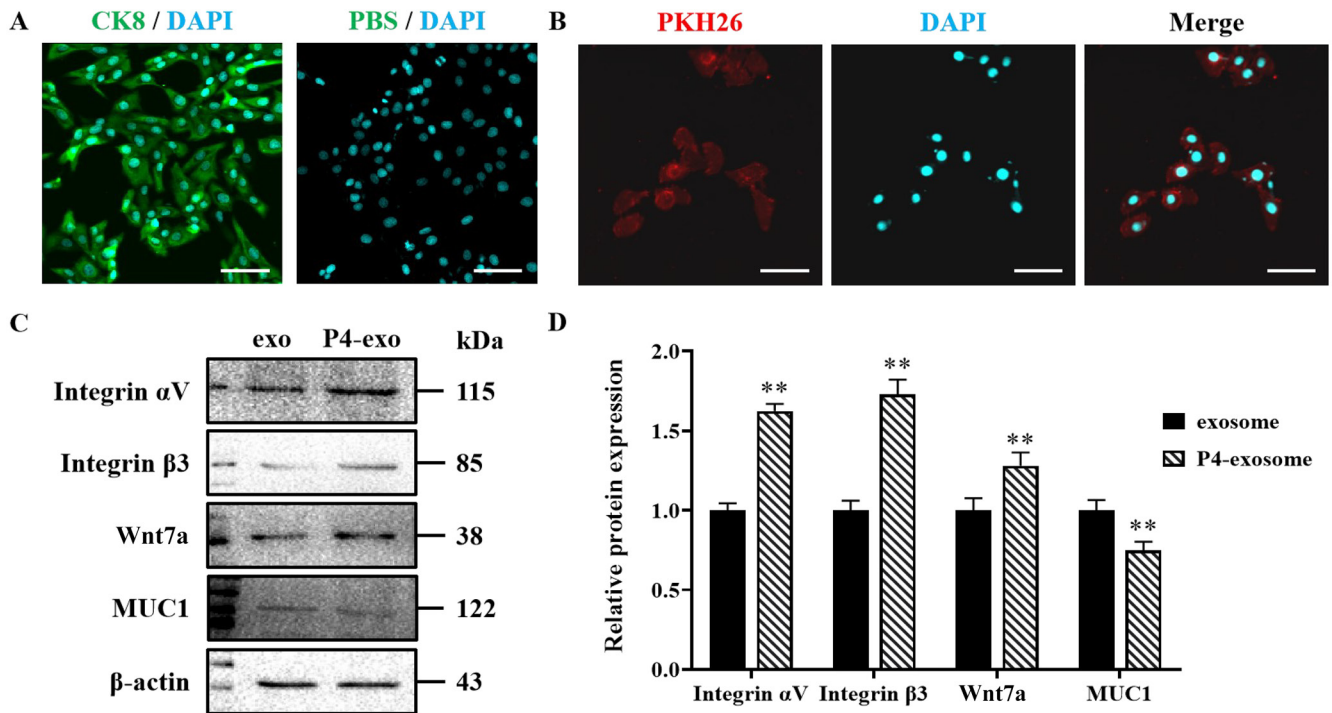 A
CK8 / DAPI
PBS / DAPI
B
PKH26
DAPI
Merge
C
exo
P4-exo
kDa
Integrin αV
115
Integrin β3
85
Wnt7a
38
MUC1
122
β-actin
43
D
Relative protein expression
2.0
1.5
1.0
0.5
0.0
**
**
**
**
Integrin αV
Integrin β3
Wnt7a
MUC1
exosome
P4-exosome